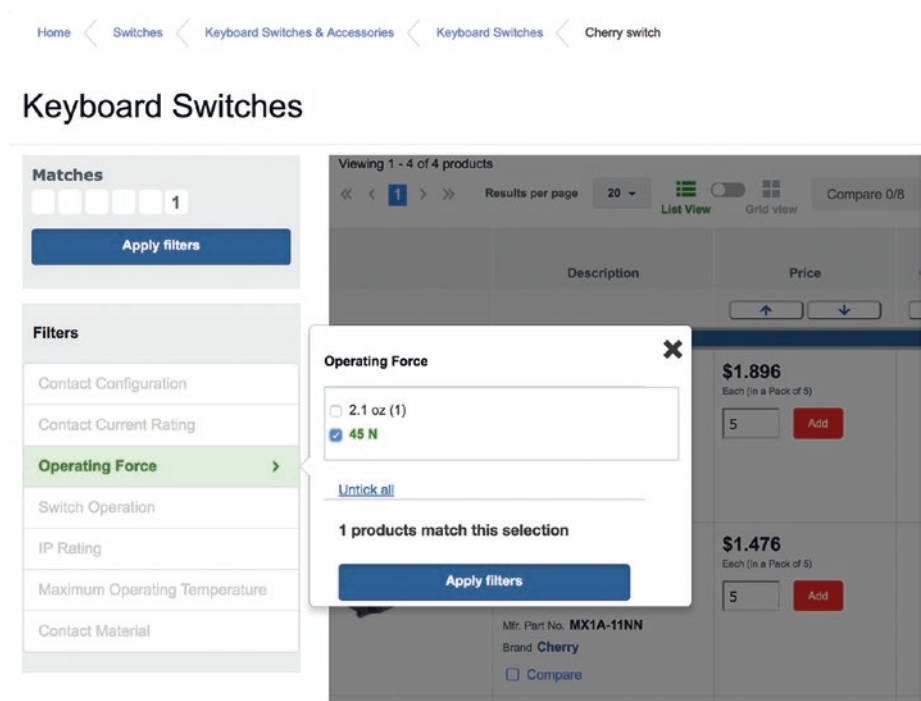 Home Switches Keyboard Switches & Accessories Keyboard Switches Cherry switch
Keyboard Switches
Matches
1
Apply filters
Viewing 1 - 4 of 4 products
« < 1 > » Results per page 20 List View Grid view Compare 0/8
Description Price
Filters
Contact Configuration
Contact Current Rating
Operating Force >
Switch Operation
IP Rating
Maximum Operating Temperature
Contact Material
Operating Force
2.1 oz (1)
45 N
Untick all
1 products match this selection
Apply filters
$1.896
Each (In a Pack of 5)
5 Add
$1.476
Each (In a Pack of 5)
5 Add
Mfr. Part No. MX1A-11NN
Brand Cherry
Compare